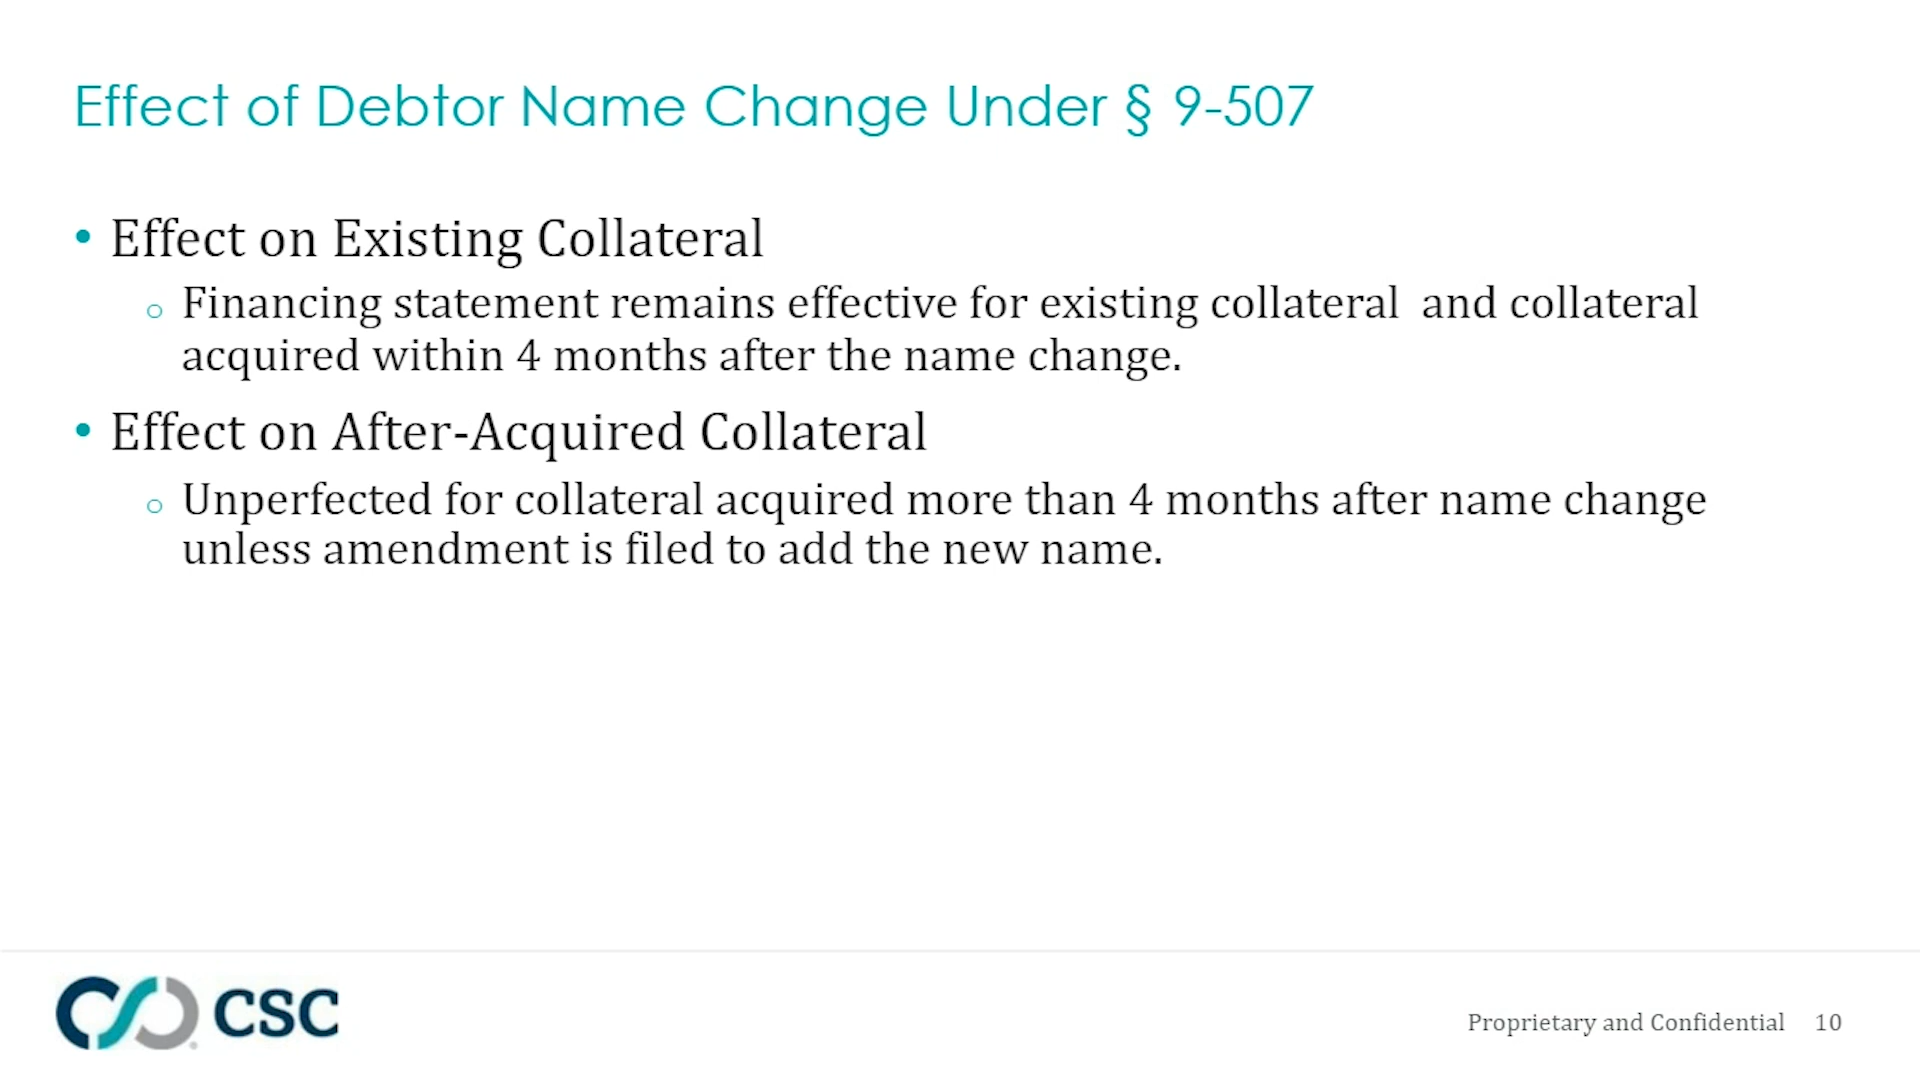 Effect of Debtor Name Change Under § 9-507
• Effect on Existing Collateral
o Financing statement remains effective for existing collateral and collateral
acquired within 4 months after the name change.
• Effect on After-Acquired Collateral
o Unperfected for collateral acquired more than 4 months after name change
unless amendment is filed to add the new name.
CSC
Proprietary and Confidential 10